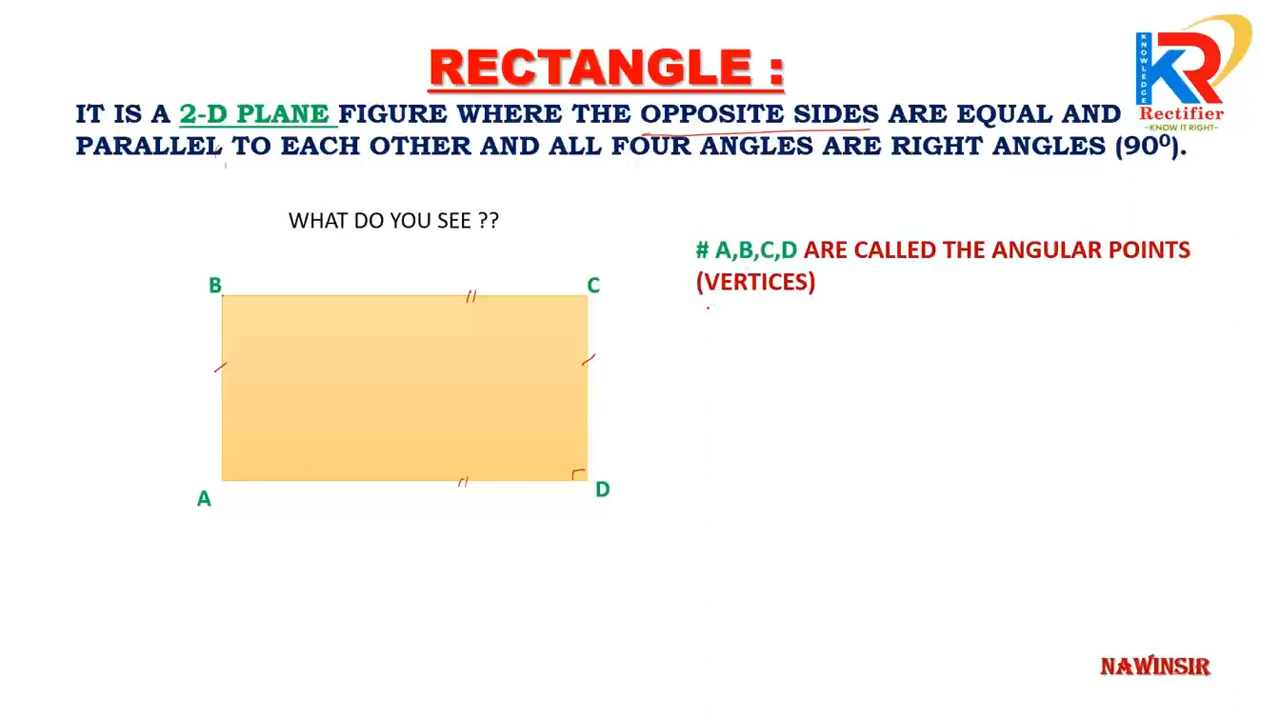 RECTANGLE :
IT IS A 2-D PLANE FIGURE WHERE THE OPPOSITE SIDES ARE EQUAL AND
PARALLEL TO EACH OTHER AND ALL FOUR ANGLES ARE RIGHT ANGLES (90⁰).
KNOWLEDGE
KR
Rectifier
~KNOW IT RIGHT~
WHAT DO YOU SEE ??
# A,B,C,D ARE CALLED THE ANGULAR POINTS
(VERTICES)
B
C
A
D
NAWINSIR